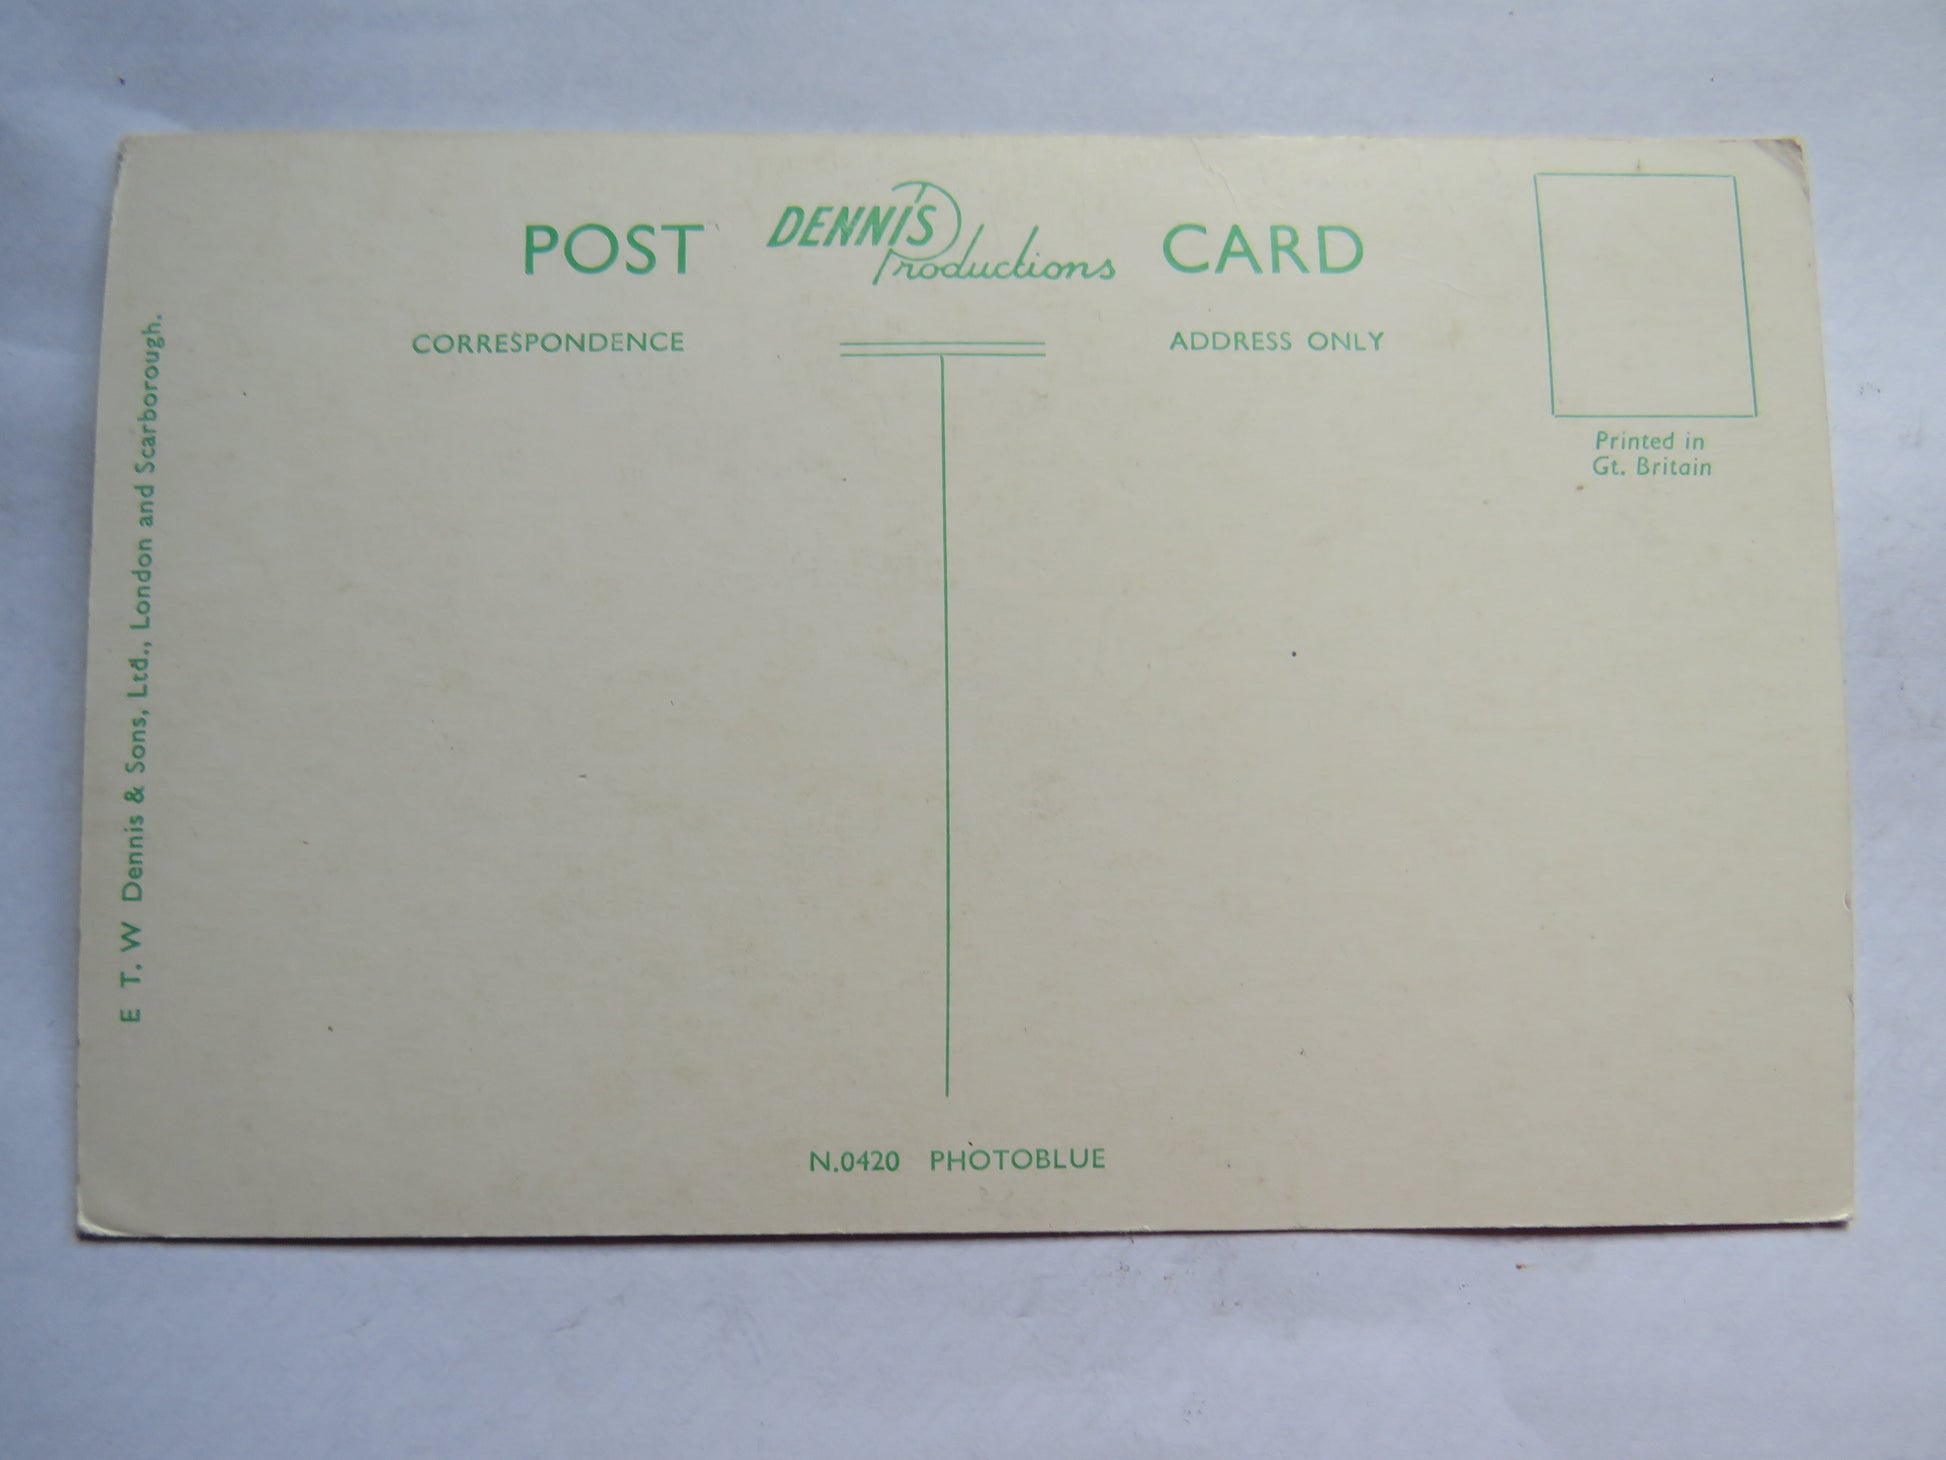 POST DENNIS Productions CARD
CORRESPONDENCE
ADDRESS ONLY
Printed in
Gt. Britain
E T. W Dennis & Sons, Ltd., London and Scarborough.
N.0420 PHOTOBLUE